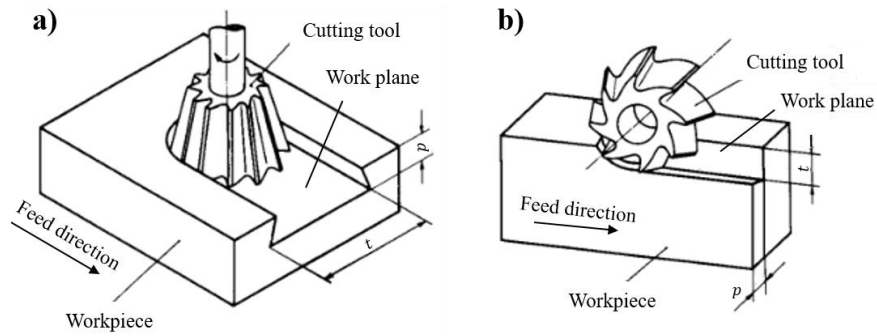 a)
Cutting tool
Work plane
p
t
Feed direction
Workpiece
b)
Cutting tool
Work plane
t
Feed direction
p
Workpiece